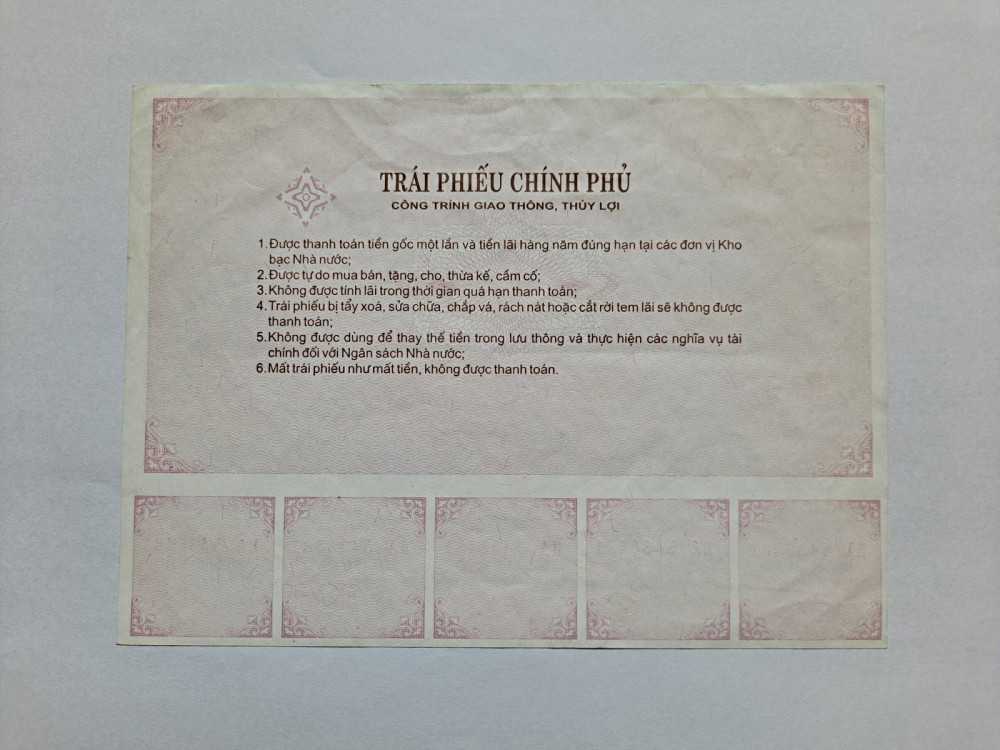 TRÁI PHIẾU CHÍNH PHỦ
CÔNG TRÌNH GIAO THÔNG, THỦY LỢI
1. Được thanh toán tiền gốc một lần và tiền lãi hàng năm đúng hạn tại các đơn vị Kho
bạc Nhà nước;
2. Được tự do mua bán, tặng, cho, thừa kế, cầm cố;
3. Không được tính lãi trong thời gian quá hạn thanh toán;
4. Trái phiếu bị tẩy xoá, sửa chữa, chắp vá, rách nát hoặc cắt rời tem lãi sẽ không được
thanh toán;
5. Không được dùng để thay thế tiền trong lưu thông và thực hiện các nghĩa vụ tài
chính đối với Ngân sách Nhà nước;
6. Mất trái phiếu như mất tiền, không được thanh toán.